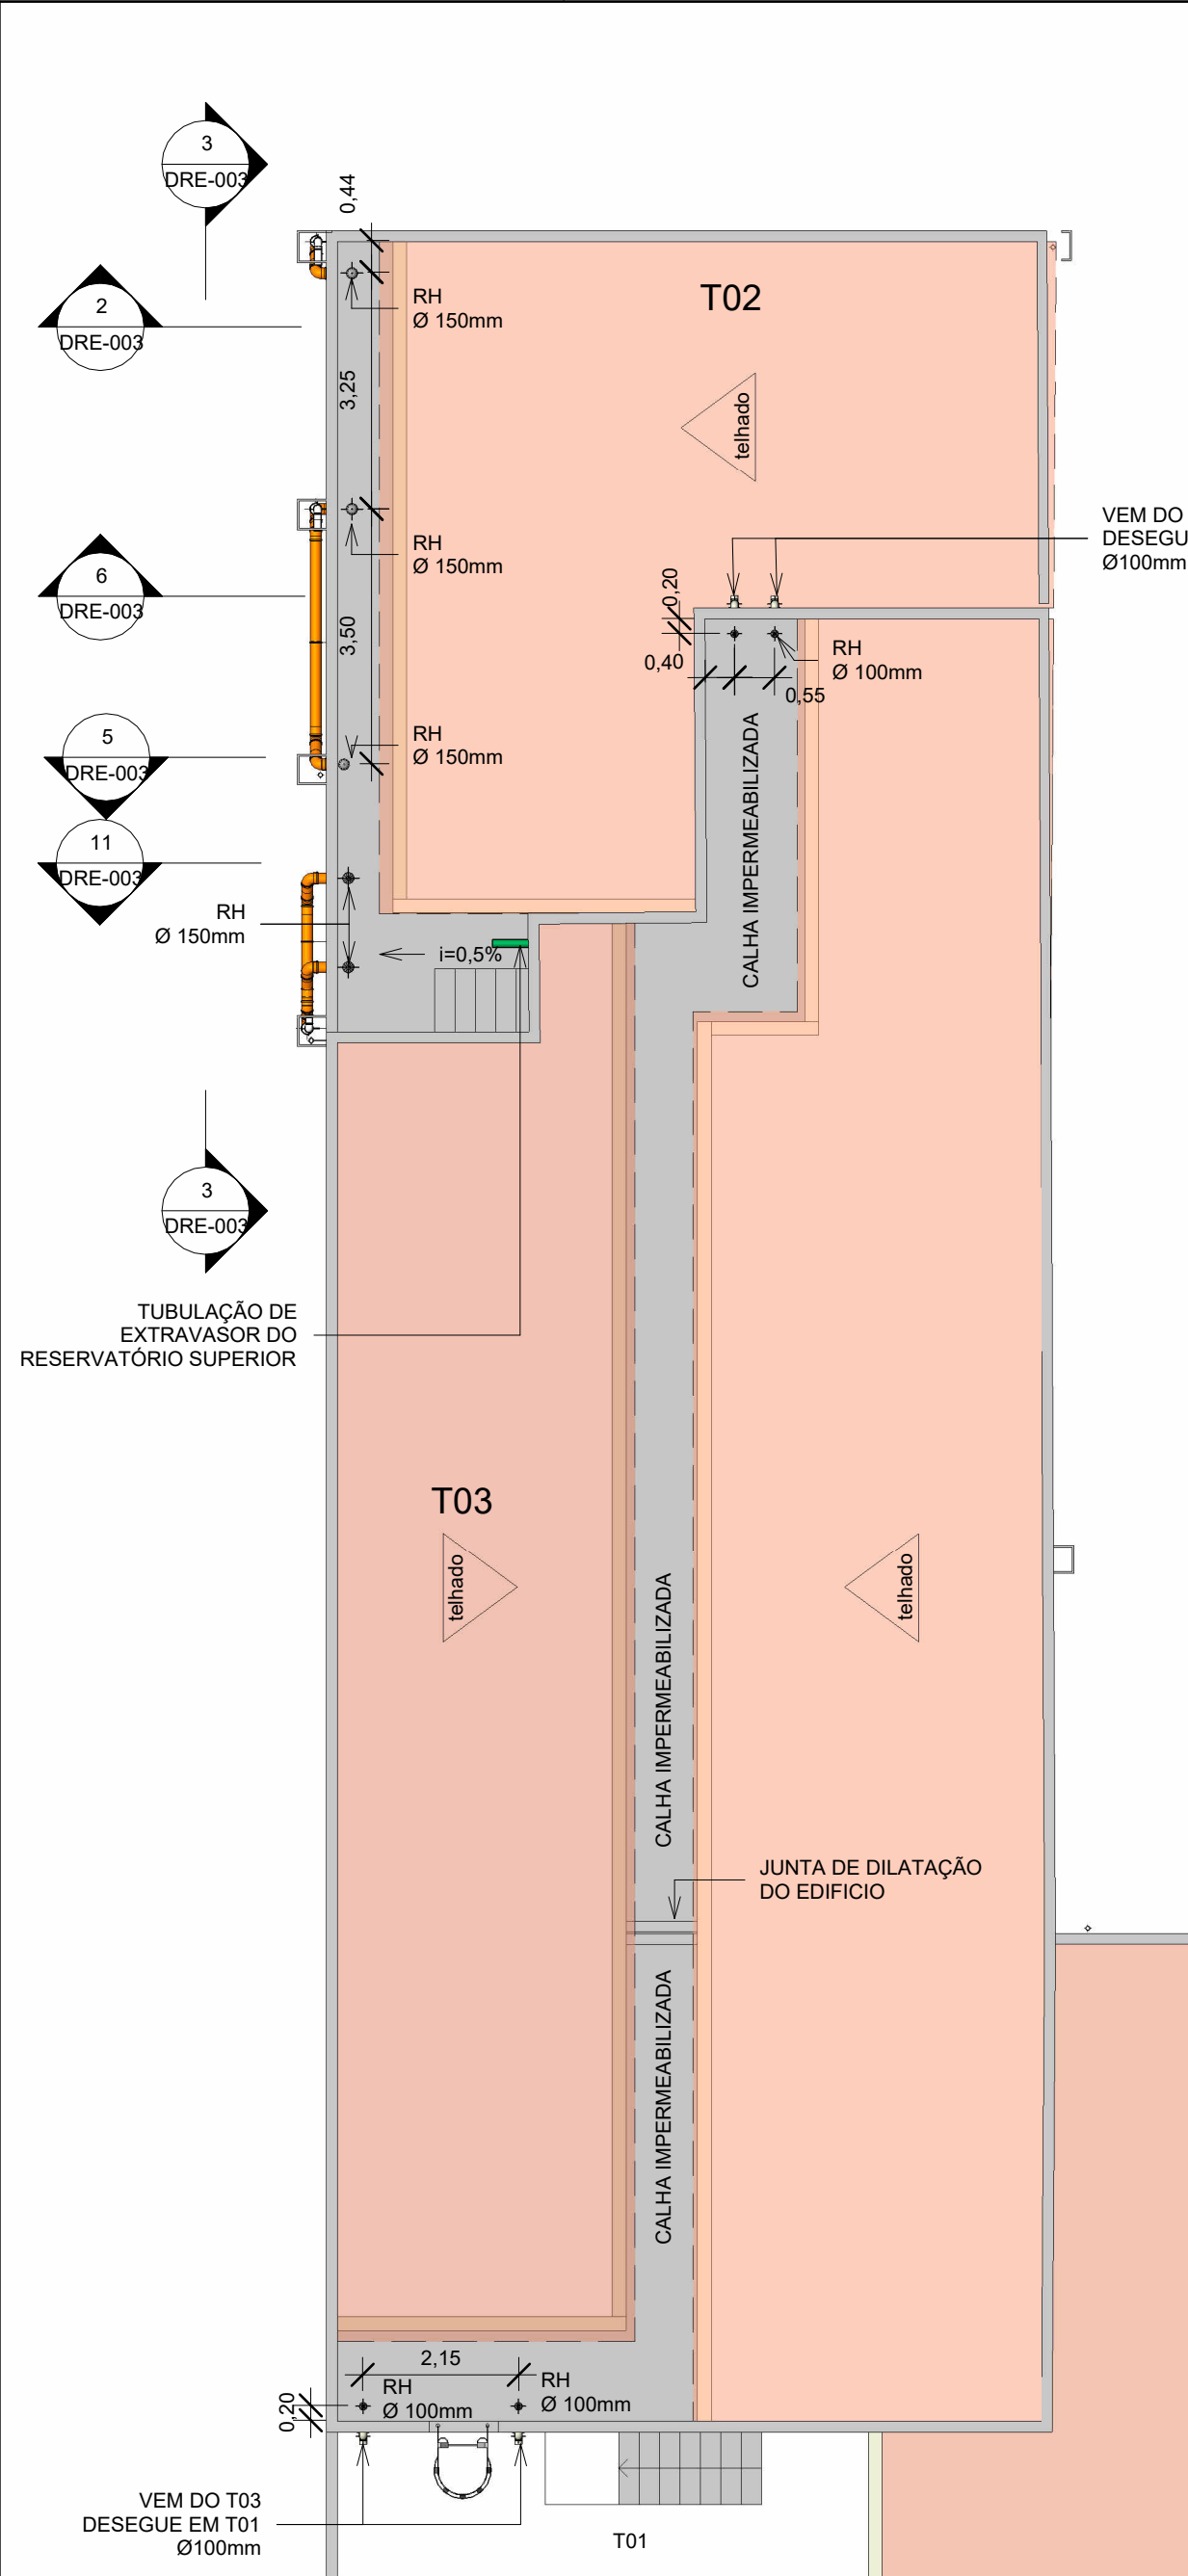 3
DRE-003
0,44
2
DRE-003
RH
Ø 150mm
T02
3,25
telhado
VEM DO
DESEGU
Ø100mm
RH
Ø 150mm
6
DRE-003
0,20
3,50
0,40
RH
Ø 100mm
0,55
5
DRE-003
RH
Ø 150mm
CALHA IMPERMEABILIZADA
11
DRE-003
RH
Ø 150mm
i=0,5%
3
DRE-003
TUBULAÇÃO DE
EXTRAVASOR DO
RESERVATÓRIO SUPERIOR
T03
telhado
telhado
CALHA IMPERMEABILIZADA
JUNTA DE DILATAÇÃO
DO EDIFICIO
CALHA IMPERMEABILIZADA
2,15
RH
Ø 100mm
RH
Ø 100mm
0,20
VEM DO T03
DESEGUE EM T01
Ø100mm
T01